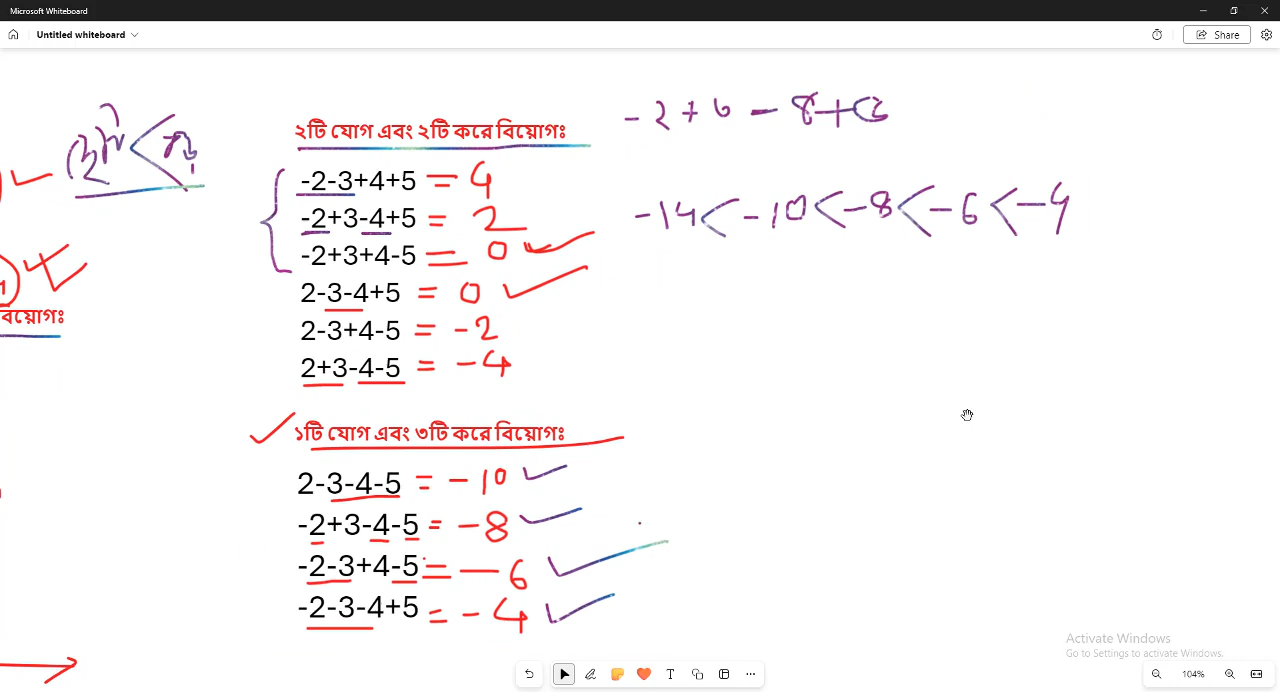 Microsoft Whiteboard
Untitled whiteboard
Share
-2+6-8+
২টি যোগ এবং ২টি করে বিয়োগঃ
-2-3+4+5 = 4
-2+3-4+5 = 2
-2+3+4-5 = 0
2-3-4+5 = 0
2-3+4-5 = -2
2+3-4-5 = -4
-14<-10<-8<-6<-4
বিয়োগঃ
১টি যোগ এবং ৩টি করে বিয়োগঃ
2-3-4-5 = -10
-2+3-4-5 = -8
-2-3+4-5 = -6
-2-3-4+5 = -4
Activate Windows
Go to Settings to activate Windows.
104%